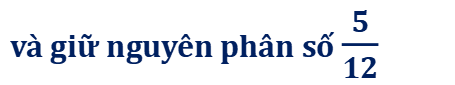 và giữ nguyên phân số 5/12